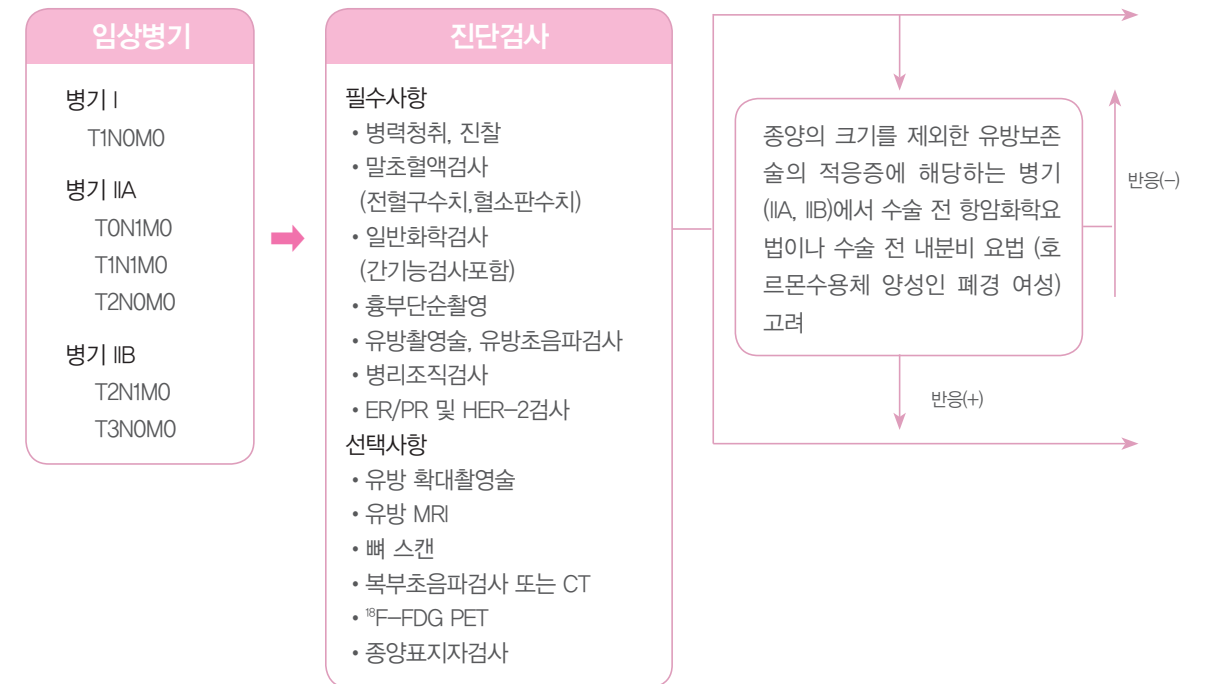 임상병기
병기 I
T1N0M0
병기 IIA
T0N1M0
T1N1M0
T2N0M0
병기 IIB
T2N1M0
T3N0M0
진단검사
필수사항
• 병력청취, 진찰
• 말초혈액검사
(전혈구수치,혈소판수치)
• 일반화학검사
(간기능검사포함)
• 흉부단순촬영
• 유방촬영술, 유방초음파검사
• 병리조직검사
• ER/PR 및 HER-2검사
선택사항
• 유방 확대촬영술
• 유방 MRI
• 뼈 스캔
• 복부초음파검사 또는 CT
• ¹⁸F-FDG PET
• 종양표지자검사
종양의 크기를 제외한 유방보존
술의 적응증에 해당하는 병기
(IIA, IIB)에서 수술 전 항암화학요
법이나 수술 전 내분비 요법 (호
르몬수용체 양성인 폐경 여성)
고려
반응(-)
반응(+)